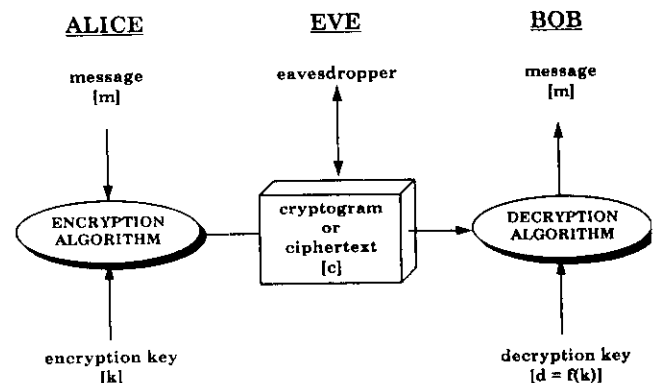 ALICE
EVE
BOB
message
[m]
eavesdropper
message
[m]
ENCRYPTION
ALGORITHM
cryptogram
or
ciphertext
[c]
DECRYPTION
ALGORITHM
encryption key
[k]
decryption key
[d = f(k)]